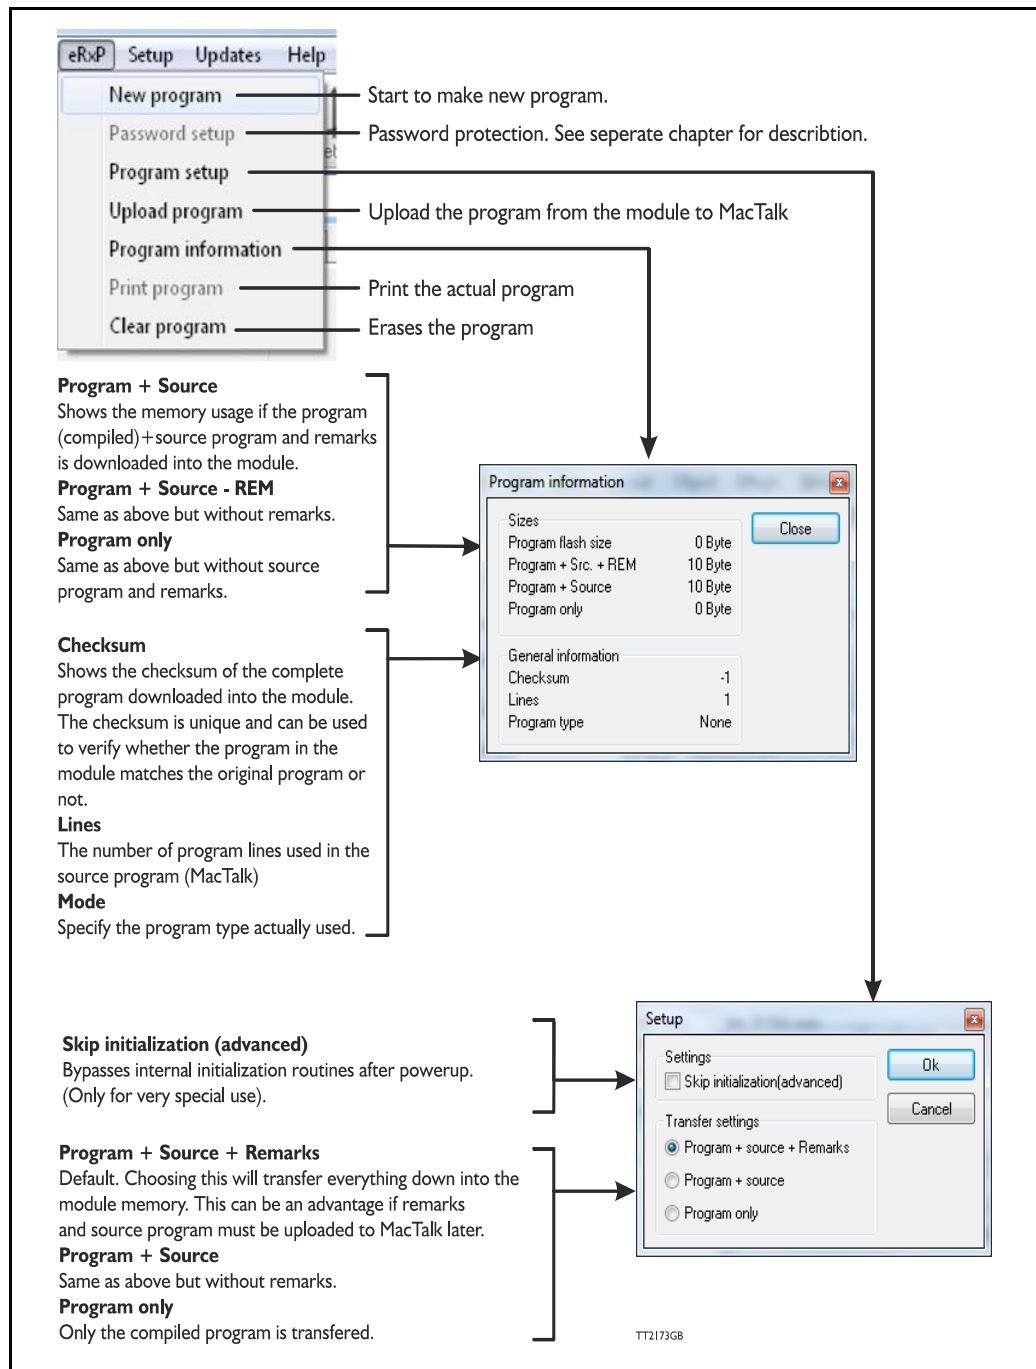 eRxP Setup Updates Help
New program
Start to make new program.
Password setup
Password protection. See seperate chapter for describtion.
Program setup
Upload program
Upload the program from the module to MacTalk
Program information
Print program
Print the actual program
Clear program
Erases the program
Program + Source
Shows the memory usage if the program
(compiled)+source program and remarks
is downloaded into the module.
Program + Source - REM
Same as above but without remarks.
Program only
Same as above but without source
program and remarks.
Program information
Sizes
Program flash size 0 Byte
Program + Src. + REM 10 Byte
Program + Source 10 Byte
Program only 0 Byte
Close
General information
Checksum -1
Lines 1
Program type None
Checksum
Shows the checksum of the complete
program downloaded into the module.
The checksum is unique and can be used
to verify whether the program in the
module matches the original program or
not.
Lines
The number of program lines used in the
source program (MacTalk)
Mode
Specify the program type actually used.
Skip initialization (advanced)
Bypasses internal initialization routines after powerup.
(Only for very special use).
Setup
Settings
Skip initialization(advanced)
Ok
Cancel
Transfer settings
Program + source + Remarks
Program + source
Program only
Program + Source + Remarks
Default. Choosing this will transfer everything down into the
module memory. This can be an advantage if remarks
and source program must be uploaded to MacTalk later.
Program + Source
Same as above but without remarks.
Program only
Only the compiled program is transfered.
TT2173GB